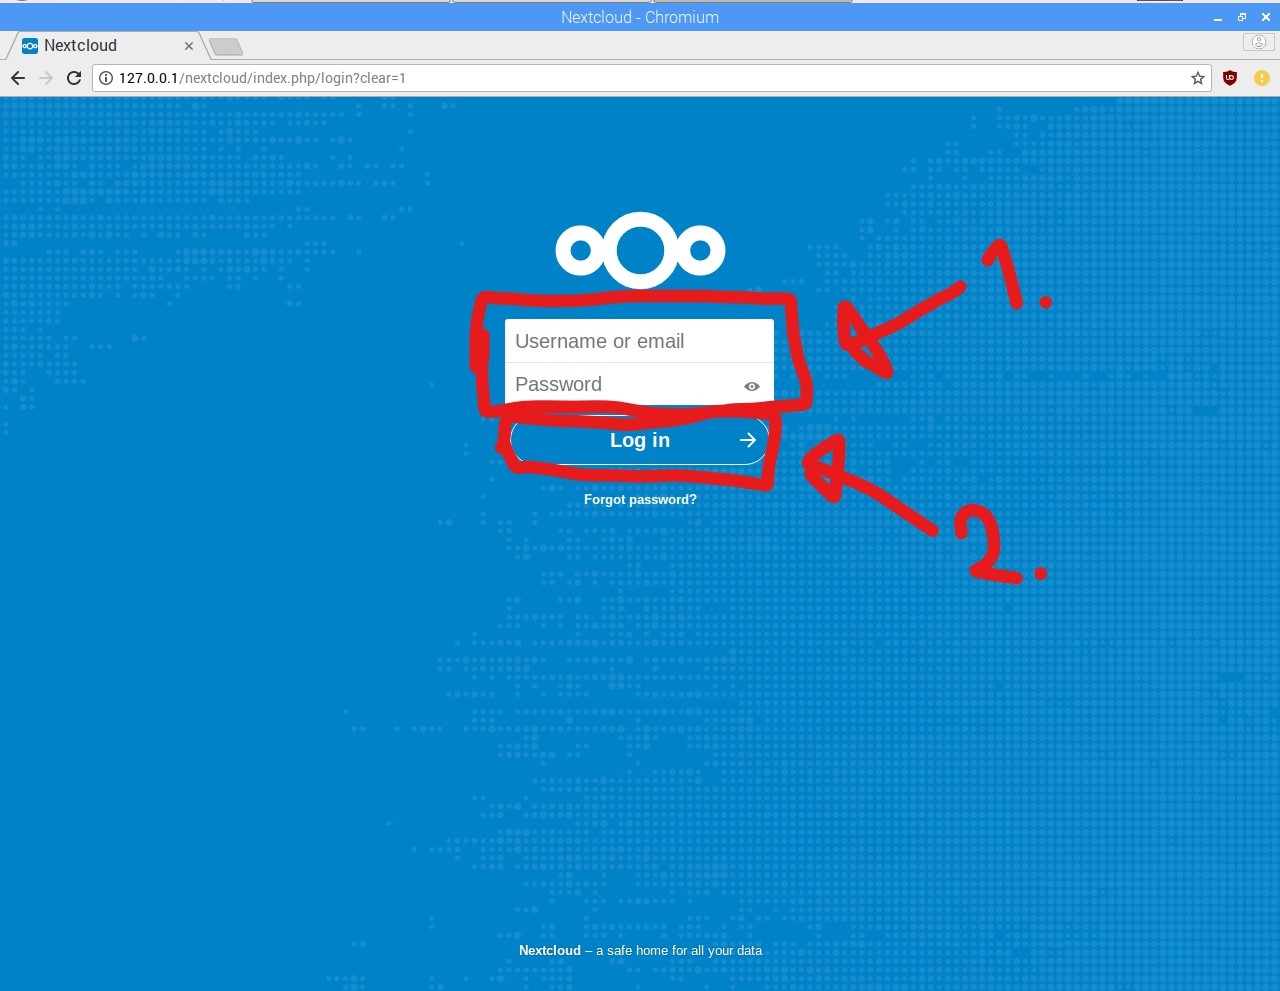 Nextcloud - Chromium
Nextcloud
127.0.0.1/nextcloud/index.php/login?clear=1
1.
Username or email
Password
Log in
Forgot password?
2.
Nextcloud – a safe home for all your data